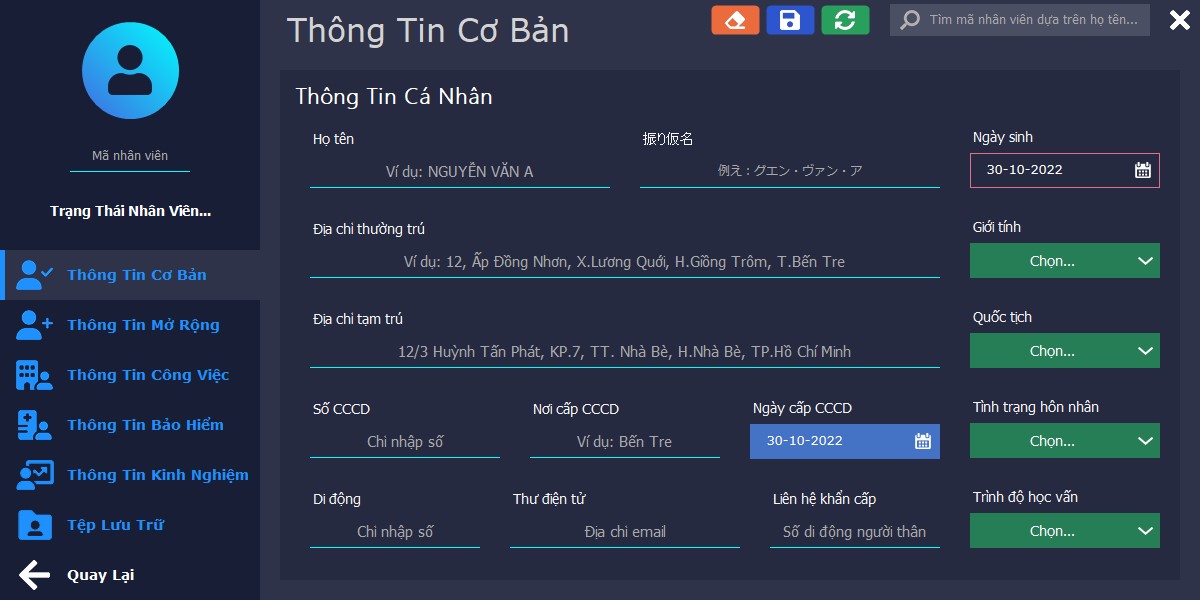 Thông Tin Cơ Bản
Tìm mã nhân viên dựa trên họ tên...
Mã nhân viên
Trạng Thái Nhân Viên...
Thông Tin Cơ Bản
Thông Tin Mở Rộng
Thông Tin Công Việc
Thông Tin Bảo Hiểm
Thông Tin Kinh Nghiệm
Tệp Lưu Trữ
Quay Lại
Thông Tin Cá Nhân
Họ tên
Ví dụ: NGUYỄN VĂN A
振り仮名
例え：グエン・ヴァン・ア
Ngày sinh
30-10-2022
Địa chỉ thường trú
Ví dụ: 12, Ấp Đồng Nhơn, X.Lương Quới, H.Giồng Trôm, T.Bến Tre
Giới tính
Chọn...
Địa chỉ tạm trú
12/3 Huỳnh Tấn Phát, KP.7, TT. Nhà Bè, H.Nhà Bè, TP.Hồ Chí Minh
Quốc tịch
Chọn...
Số CCCD
Chỉ nhập số
Nơi cấp CCCD
Ví dụ: Bến Tre
Ngày cấp CCCD
30-10-2022
Tình trạng hôn nhân
Chọn...
Di động
Chỉ nhập số
Thư điện tử
Địa chỉ email
Liên hệ khẩn cấp
Số di động người thân
Trình độ học vấn
Chọn...